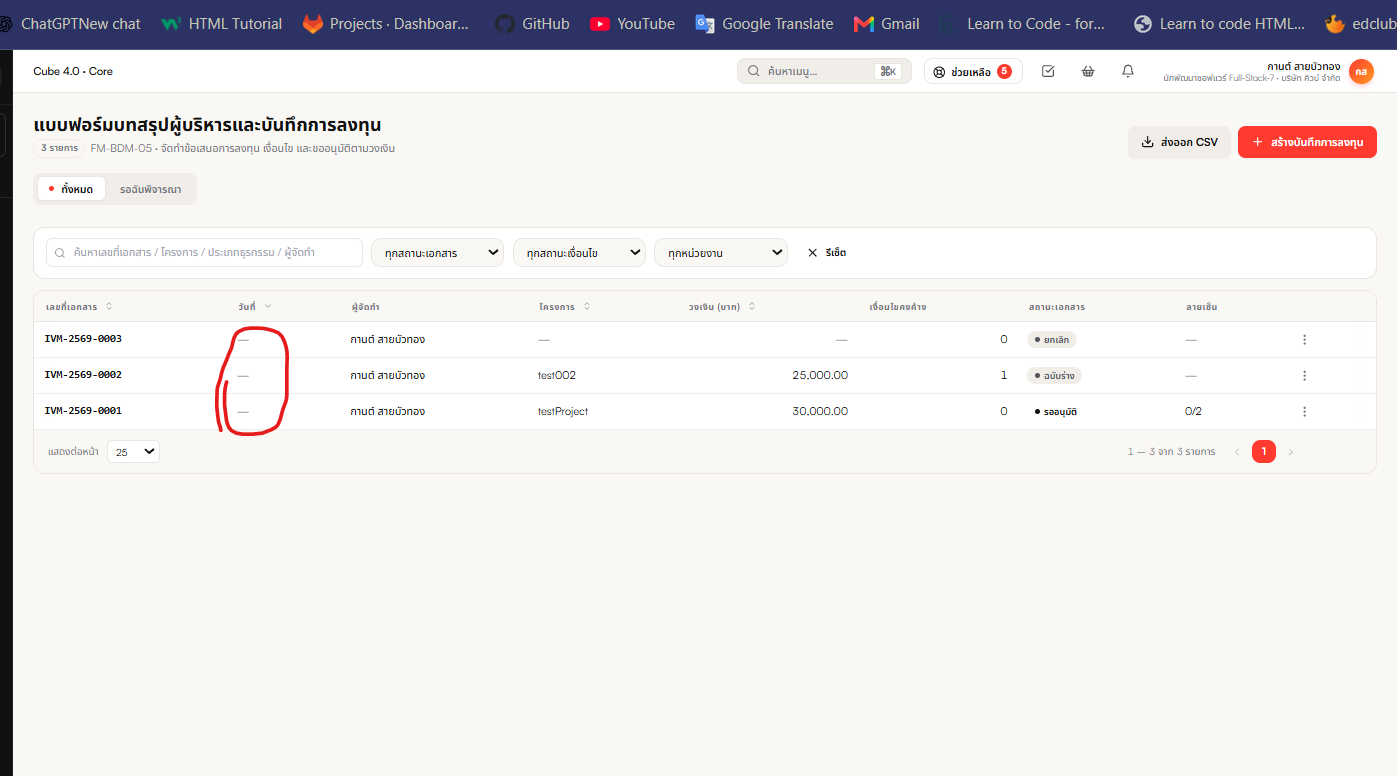 ChatGPTNew chat HTML Tutorial Projects · Dashboar... GitHub YouTube Google Translate Gmail Learn to Code - for... Learn to code HTML... edclub
Cube 4.0 • Core ค้นหาเมนู... ⌘K ช่วยเหลือ 5 กานต์ สายบัวทอง กส
นักพัฒนาซอฟต์แวร์ Full-Stack-7 • บริษัท คิวบ์ จำกัด
แบบฟอร์มบทสรุปผู้บริหารและบันทึกการลงทุน
3 รายการ FM-BDM-05 • จัดทำข้อเสนอการลงทุน เงื่อนไข และขออนุมัติตามวงเงิน
ส่งออก CSV + สร้างบันทึกการลงทุน
ทั้งหมด รอฉันพิจารณา
ค้นหาเลขที่เอกสาร / โครงการ / ประเภทธุรกรรม / ผู้จัดทำ ทุกสถานะเอกสาร ทุกสถานะเงื่อนไข ทุกหน่วยงาน รีเซ็ต
เลขที่เอกสาร วันที่ ผู้จัดทำ โครงการ วงเงิน (บาท) เงื่อนไขคงค้าง สถานะเอกสาร ลายเซ็น
IVM-2569-0003 — กานต์ สายบัวทอง — — 0 ยกเลิก —
IVM-2569-0002 — กานต์ สายบัวทอง test002 25,000.00 1 ฉบับร่าง —
IVM-2569-0001 — กานต์ สายบัวทอง testProject 30,000.00 0 รออนุมัติ 0/2
แสดงต่อหน้า 25 1 — 3 จาก 3 รายการ ‹ 1 ›